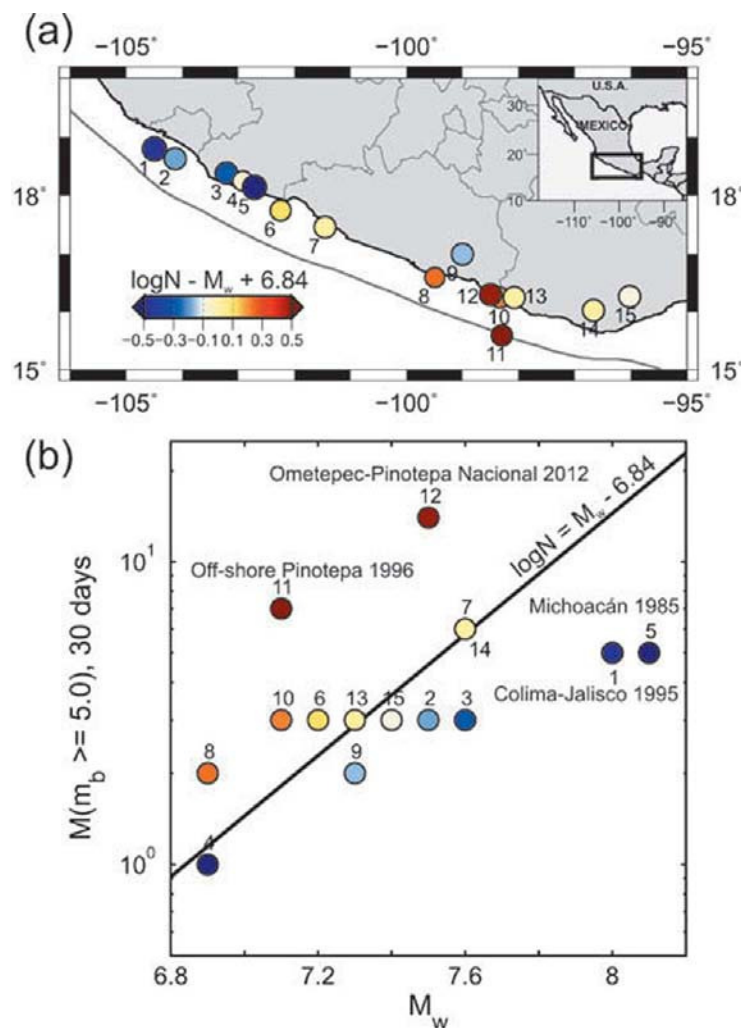 (a)
−105˚ −100˚ −95˚
U.S.A.
30˚
MEXICO
20˚
10˚
−110˚ −100˚ −90˚
18˚ 18˚
1 2 3 4 5 6 7 8 9 10 11 12 13 14 15
logN - Mw + 6.84
−0.5 −0.3 −0.1 0.1 0.3 0.5
15˚ 15˚
−105˚ −100˚ −95˚
(b)
Ometepec-Pinotepa Nacional 2012
12
logN = Mw - 6.84
10¹
Off-shore Pinotepa 1996
11
7
14
Michoacán 1985
5
1
Colima-Jalisco 1995
10 6 13 15 2 3
8
9
4
10⁰
M(mb >= 5.0), 30 days
6.8 7.2 7.6 8
Mw